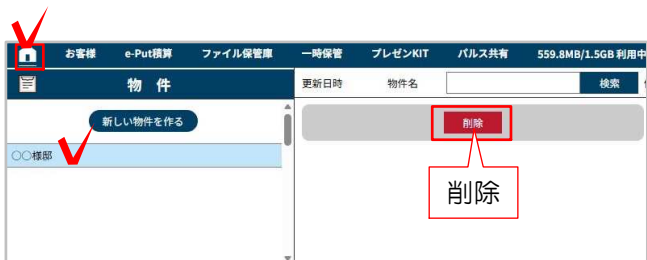 お客様 e-Put積算 ファイル保管庫 一時保管 プレゼンKIT パルス共有 559.8MB/1.5GB 利用中
物 件 更新日時 物件名 検索
新しい物件を作る 削除
○○様邸
削除